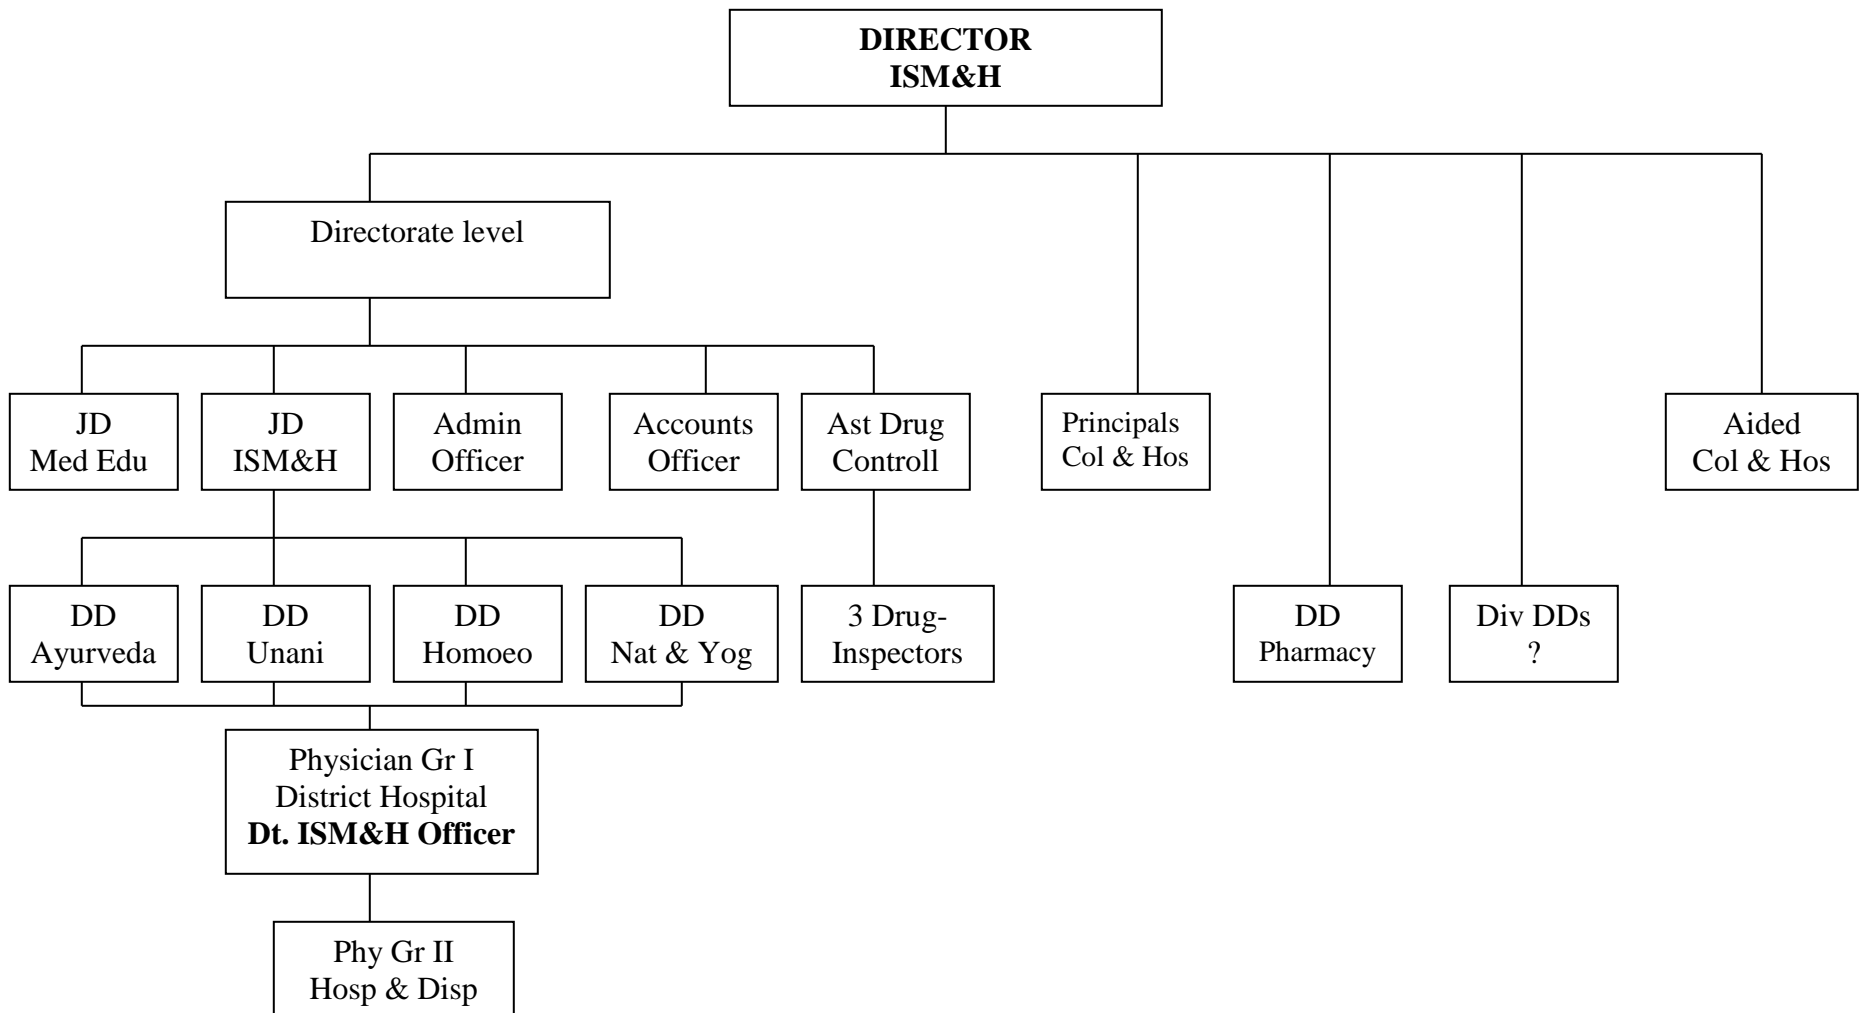 DIRECTOR
ISM&H
Directorate level
JD
Med Edu
JD
ISM&H
Admin
Officer
Accounts
Officer
Ast Drug
Controll
Principals
Col & Hos
Aided
Col & Hos
DD
Ayurveda
DD
Unani
DD
Homoeo
DD
Nat & Yog
3 Drug-
Inspectors
DD
Pharmacy
Div DDs
?
Physician Gr I
District Hospital
Dt. ISM&H Officer
Phy Gr II
Hosp & Disp